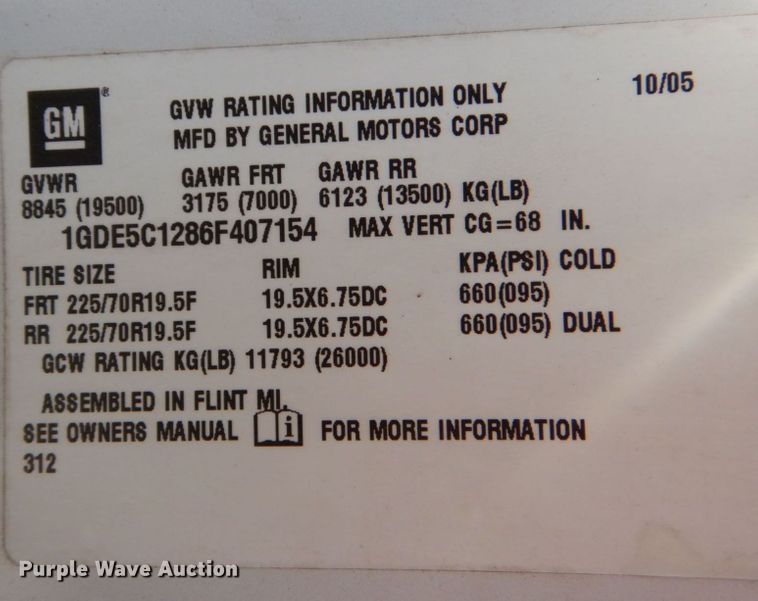 GM ® GVW RATING INFORMATION ONLY 10/05
MFD BY GENERAL MOTORS CORP
GVWR GAWR FRT GAWR RR
8845 (19500) 3175 (7000) 6123 (13500) KG(LB)
1GDE5C1286F407154 MAX VERT CG=68 IN.
TIRE SIZE RIM KPA(PSI) COLD
FRT 225/70R19.5F 19.5X6.75DC 660(095)
RR 225/70R19.5F 19.5X6.75DC 660(095) DUAL
GCW RATING KG(LB) 11793 (26000)
ASSEMBLED IN FLINT MI.
SEE OWNERS MANUAL i FOR MORE INFORMATION
312
Purple Wave Auction